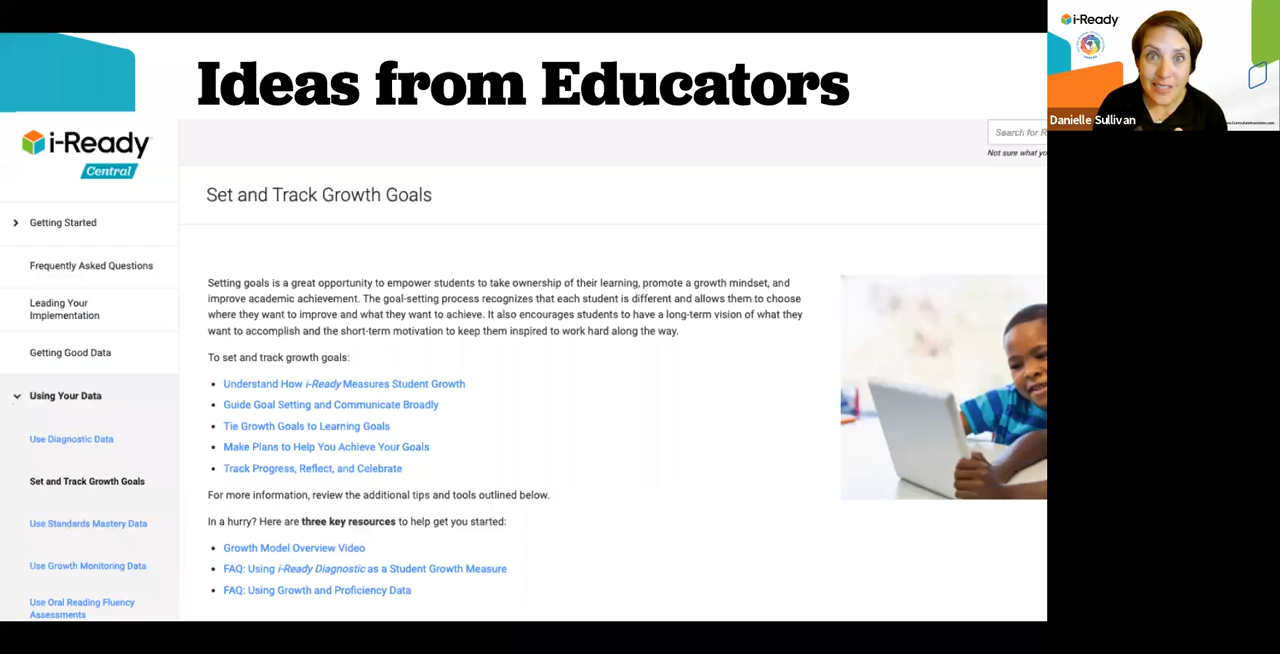 Ideas from Educators
i-Ready
Central
Getting Started
Frequently Asked Questions
Leading Your
Implementation
Getting Good Data
Using Your Data
Use Diagnostic Data
Set and Track Growth Goals
Use Standards Mastery Data
Use Growth Monitoring Data
Use Oral Reading Fluency
Assessments
Search for R
Not sure what yo
Set and Track Growth Goals
Setting goals is a great opportunity to empower students to take ownership of their learning, promote a growth mindset, and
improve academic achievement. The goal-setting process recognizes that each student is different and allows them to choose
where they want to improve and what they want to achieve. It also encourages students to have a long-term vision of what they
want to accomplish and the short-term motivation to keep them inspired to work hard along the way.
To set and track growth goals:
• Understand How i-Ready Measures Student Growth
• Guide Goal Setting and Communicate Broadly
• Tie Growth Goals to Learning Goals
• Make Plans to Help You Achieve Your Goals
• Track Progress, Reflect, and Celebrate
For more information, review the additional tips and tools outlined below.
In a hurry? Here are three key resources to help get you started:
• Growth Model Overview Video
• FAQ: Using i-Ready Diagnostic as a Student Growth Measure
• FAQ: Using Growth and Proficiency Data
i-Ready
Danielle Sullivan